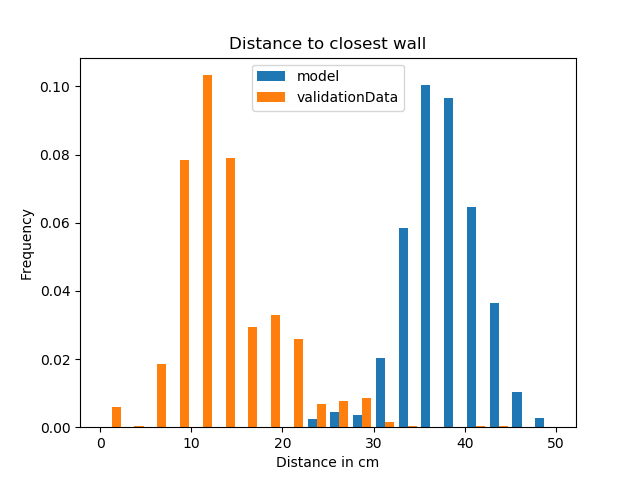 Distance to closest wall
model
validationData
Frequency
0.10
0.08
0.06
0.04
0.02
0.00
0 10 20 30 40 50
Distance in cm